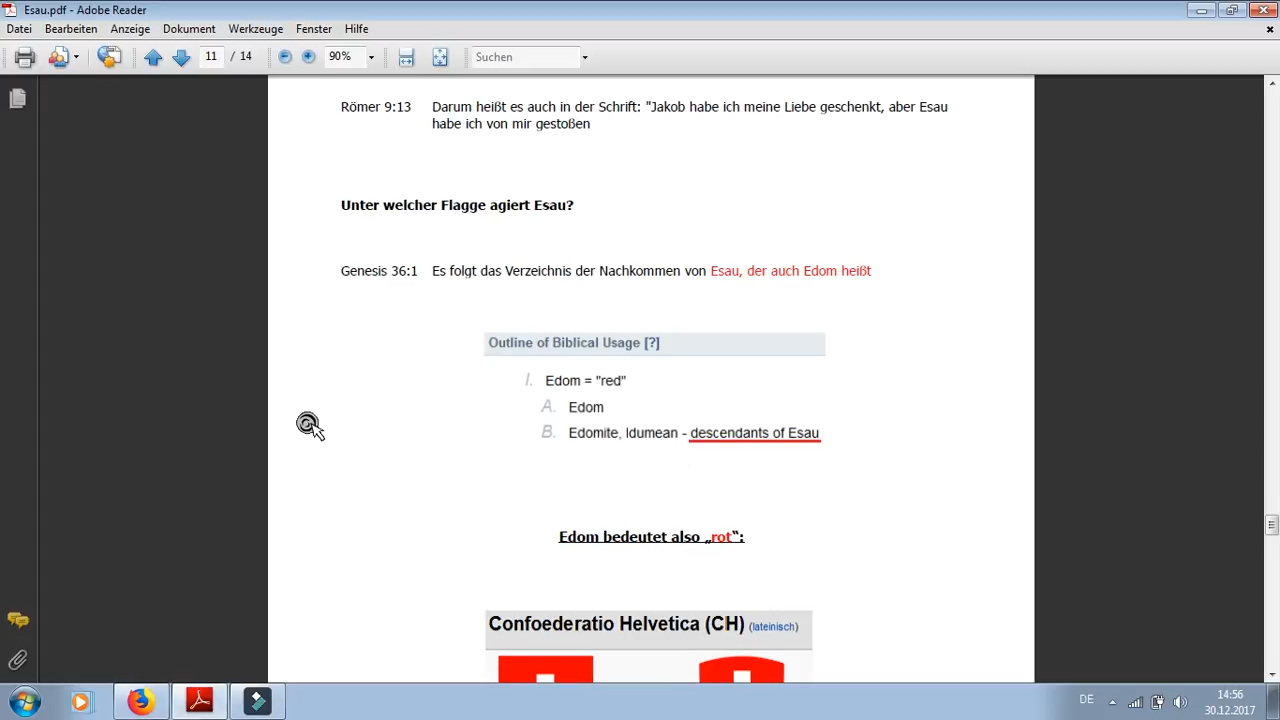 Esau.pdf - Adobe Reader
Datei Bearbeiten Anzeige Dokument Werkzeuge Fenster Hilfe
11 / 14 90% Suchen
Römer 9:13 Darum heißt es auch in der Schrift: "Jakob habe ich meine Liebe geschenkt, aber Esau
habe ich von mir gestoßen
Unter welcher Flagge agiert Esau?
Genesis 36:1 Es folgt das Verzeichnis der Nachkommen von Esau, der auch Edom heißt
Outline of Biblical Usage [?]
I. Edom = "red"
A. Edom
B. Edomite, Idumean - descendants of Esau
Edom bedeutet also „rot“:
Confoederatio Helvetica (CH) (lateinisch)
DE 14:56
30.12.2017